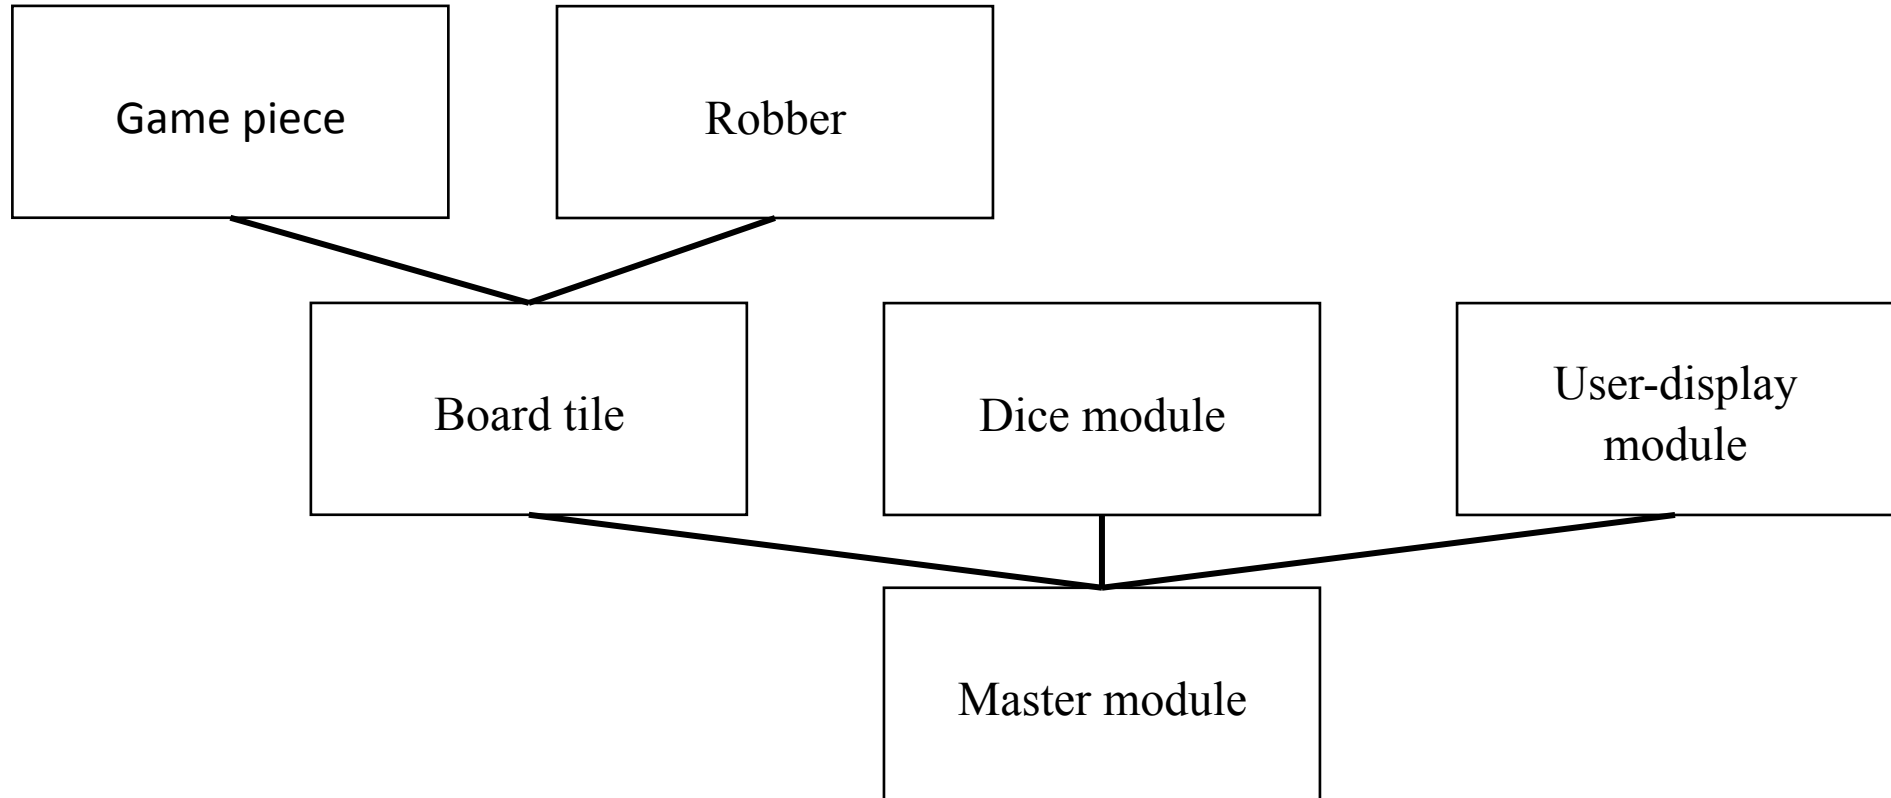 Game piece
Robber
Board tile
Dice module
User-display
module
Master module